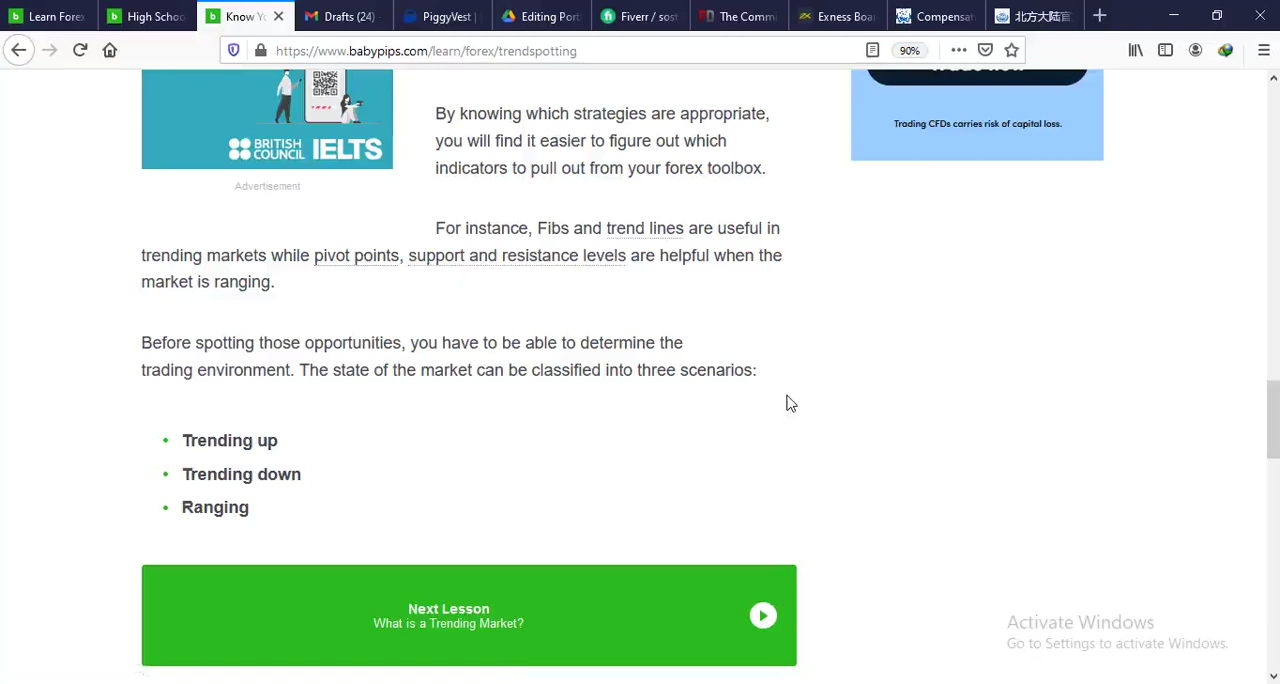 Learn Forex
High Schoo
Know Yo
Drafts (24)
PiggyVest |
Editing Port
Fiverr / sost
The Commi
Exness Boar
Compensat
北方大陆官
https://www.babypips.com/learn/forex/trendspotting
90%
BRITISH
COUNCIL
IELTS
Advertisement
By knowing which strategies are appropriate,
you will find it easier to figure out which
indicators to pull out from your forex toolbox.
For instance, Fibs and trend lines are useful in
trending markets while pivot points, support and resistance levels are helpful when the
market is ranging.
Before spotting those opportunities, you have to be able to determine the
trading environment. The state of the market can be classified into three scenarios:
• Trending up
• Trending down
• Ranging
Next Lesson
What is a Trending Market?
Trading CFDs carries risk of capital loss.
Activate Windows
Go to Settings to activate Windows.